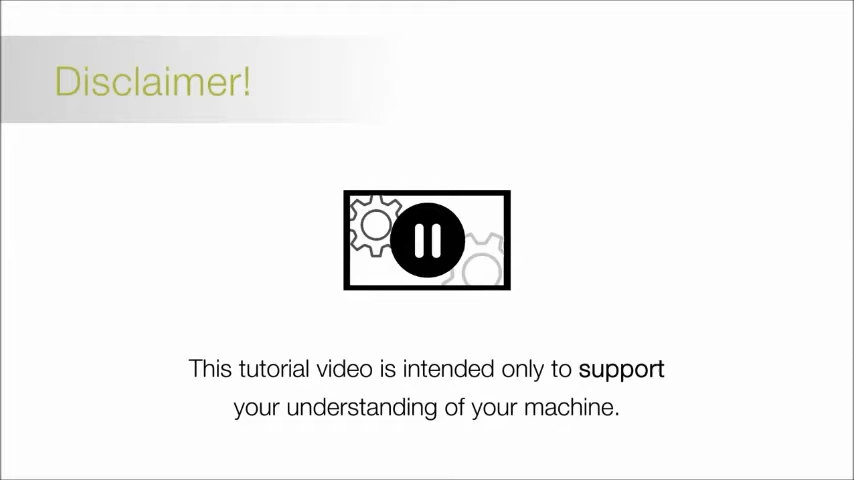 Disclaimer!
This tutorial video is intended only to support
your understanding of your machine.